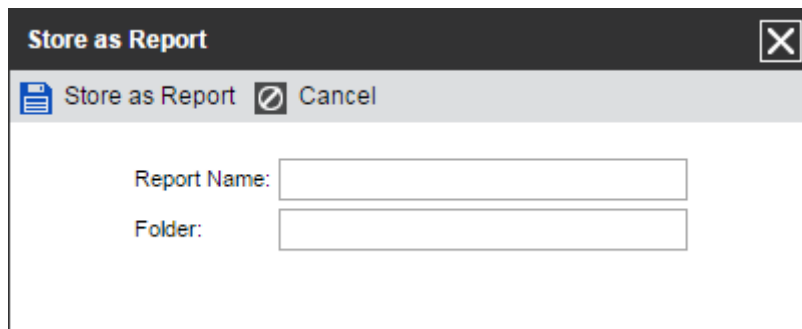 Store as Report
Store as Report Cancel
Report Name:
Folder: